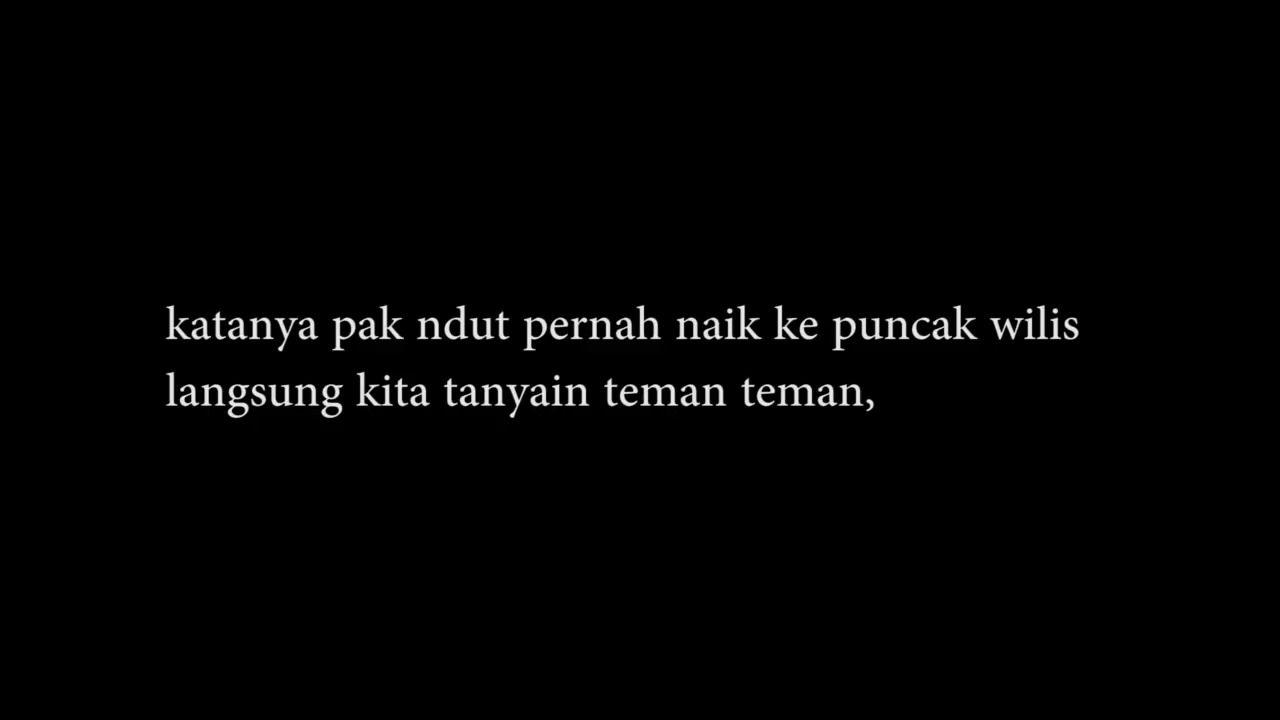 katanya pak ndut pernah naik ke puncak wilis
langsung kita tanyain teman teman,